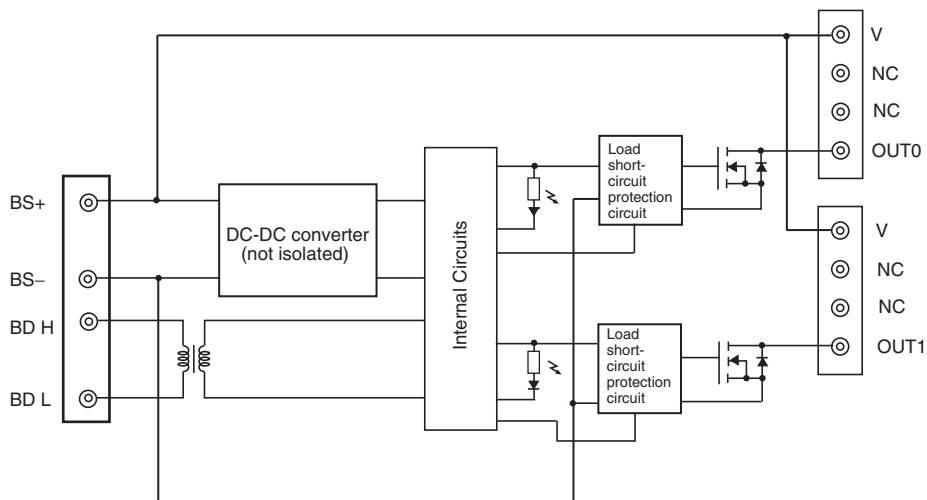 V
NC
NC
OUT0
BS+
BS−
BD H
BD L
DC-DC converter
(not isolated)
Internal Circuits
Load
short-
circuit
protection
circuit
V
NC
NC
OUT1
Load
short-
circuit
protection
circuit